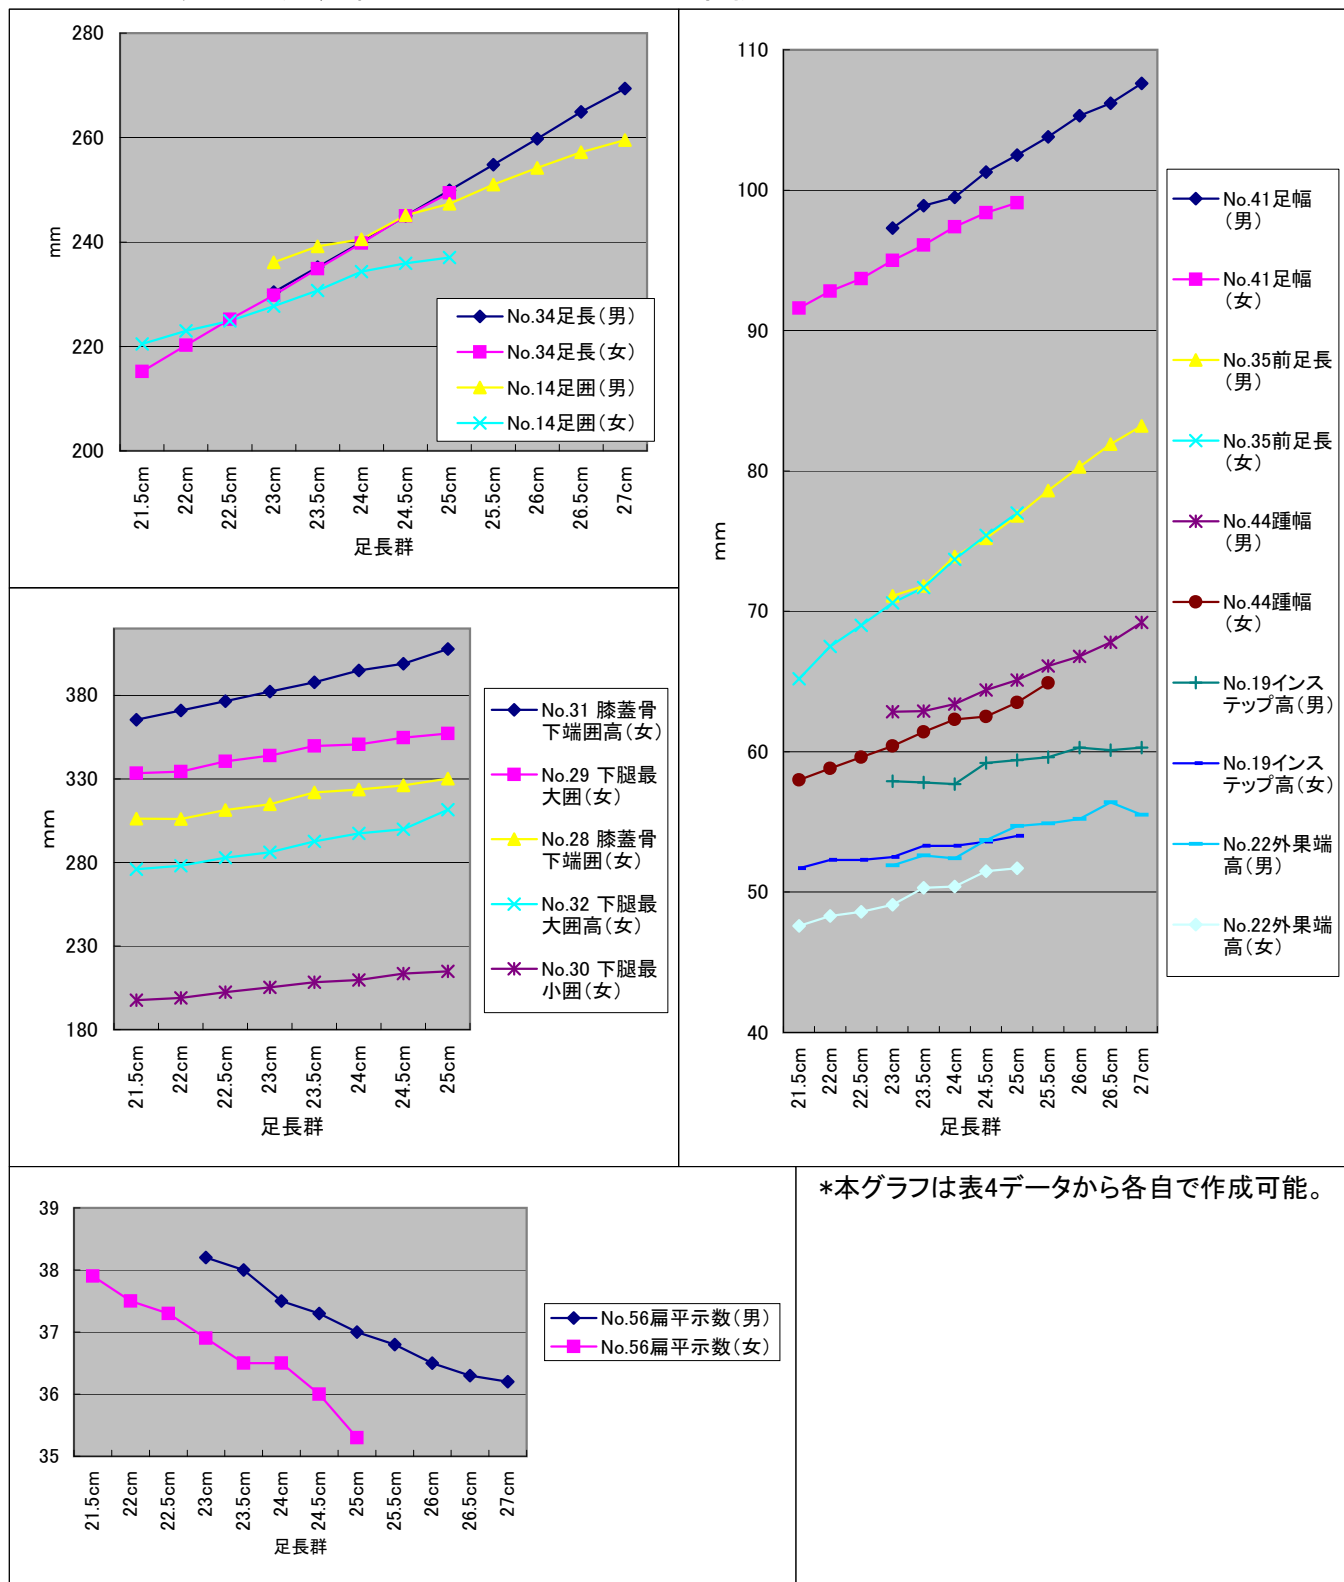 280
260
240
220
200
mm
21.5cm
22cm
22.5cm
23cm
23.5cm
24cm
24.5cm
25cm
25.5cm
26cm
26.5cm
27cm
足長群
No.34足長（男）
No.34足長（女）
No.14足囲（男）
No.14足囲（女）
380
330
280
230
180
mm
21.5cm
22cm
22.5cm
23cm
23.5cm
24cm
24.5cm
25cm
足長群
No.31 膝蓋骨
下端囲高（女）
No.29 下腿最
大囲（女）
No.28 膝蓋骨
下端囲（女）
No.32 下腿最
大囲高（女）
No.30 下腿最
小囲（女）
110
100
90
80
70
60
50
40
mm
21.5cm
22cm
22.5cm
23cm
23.5cm
24cm
24.5cm
25cm
25.5cm
26cm
26.5cm
27cm
足長群
No.41足幅
（男）
No.41足幅
（女）
No.35前足長
（男）
No.35前足長
（女）
No.44踵幅
（男）
No.44踵幅
（女）
No.19インス
テップ高（男）
No.19インス
テップ高（女）
No.22外果端
高（男）
No.22外果端
高（女）
39
38
37
36
35
21.5cm
22cm
22.5cm
23cm
23.5cm
24cm
24.5cm
25cm
25.5cm
26cm
26.5cm
27cm
足長群
No.56扁平示数（男）
No.56扁平示数（女）
*本グラフは表4データから各自で作成可能。